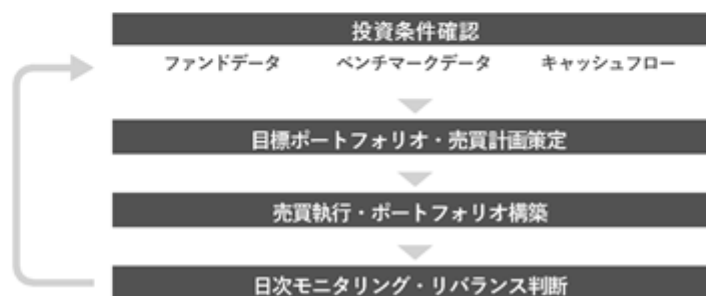 投資条件確認
ファンドデータ ベンチマークデータ キャッシュフロー
目標ポートフォリオ・売買計画策定
売買執行・ポートフォリオ構築
日次モニタリング・リバランス判断